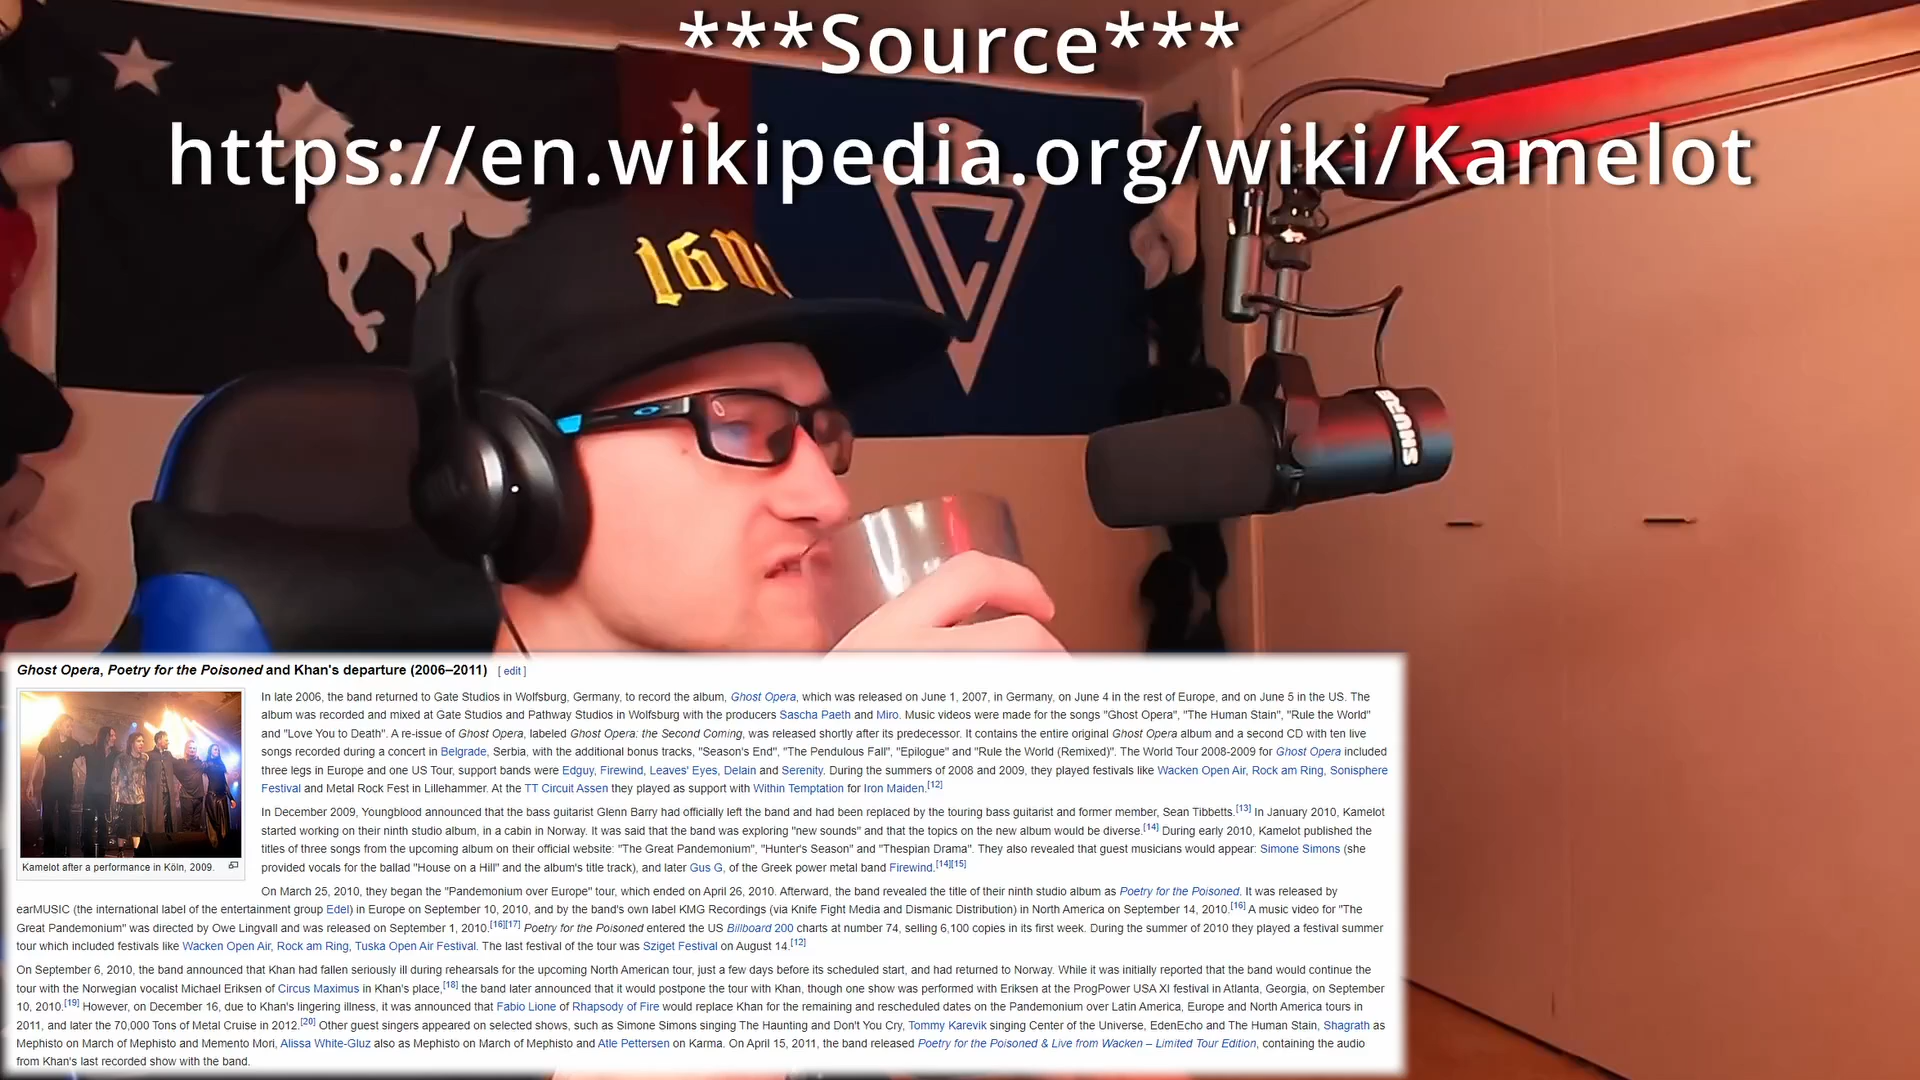 ***Source***
https://en.wikipedia.org/wiki/Kamelot
SHURE
Ghost Opera, Poetry for the Poisoned and Khan's departure (2006–2011) [ edit ]
In late 2006, the band returned to Gate Studios in Wolfsburg, Germany, to record the album, Ghost Opera, which was released on June 1, 2007, in Germany, on June 4 in the rest of Europe, and on June 5 in the US. The
album was recorded and mixed at Gate Studios and Pathway Studios in Wolfsburg with the producers Sascha Paeth and Miro. Music videos were made for the songs "Ghost Opera", "The Human Stain", "Rule the World"
and "Love You to Death". A re-issue of Ghost Opera, labeled Ghost Opera: the Second Coming, was released shortly after its predecessor. It contains the entire original Ghost Opera album and a second CD with ten live
songs recorded during a concert in Belgrade, Serbia, with the additional bonus tracks, "Season's End", "The Pendulous Fall", "Epilogue" and "Rule the World (Remixed)". The World Tour 2008-2009 for Ghost Opera included
three legs in Europe and one US Tour, support bands were Edguy, Firewind, Leaves' Eyes, Delain and Serenity. During the summers of 2008 and 2009, they played festivals like Wacken Open Air, Rock am Ring, Sonisphere
Festival and Metal Rock Fest in Lillehammer. At the TT Circuit Assen they played as support with Within Temptation for Iron Maiden.[12]
Kamelot after a performance in Köln, 2009.
In December 2009, Youngblood announced that the bass guitarist Glenn Barry had officially left the band and had been replaced by the touring bass guitarist and former member, Sean Tibbetts.[13] In January 2010, Kamelot
started working on their ninth studio album, in a cabin in Norway. It was said that the band was exploring "new sounds" and that the topics on the new album would be diverse.[14] During early 2010, Kamelot published the
titles of three songs from the upcoming album on their official website: "The Great Pandemonium", "Hunter's Season" and "Thespian Drama". They also revealed that guest musicians would appear: Simone Simons (she
provided vocals for the ballad "House on a Hill" and the album's title track), and later Gus G, of the Greek power metal band Firewind.[14][15]
On March 25, 2010, they began the "Pandemonium over Europe" tour, which ended on April 26, 2010. Afterward, the band revealed the title of their ninth studio album as Poetry for the Poisoned. It was released by
earMUSIC (the international label of the entertainment group Edel) in Europe on September 10, 2010, and by the band's own label KMG Recordings (via Knife Fight Media and Dismanic Distribution) in North America on September 14, 2010.[16] A music video for "The
Great Pandemonium" was directed by Owe Lingvall and was released on September 1, 2010.[16][17] Poetry for the Poisoned entered the US Billboard 200 charts at number 74, selling 6,100 copies in its first week. During the summer of 2010 they played a festival summer
tour which included festivals like Wacken Open Air, Rock am Ring, Tuska Open Air Festival. The last festival of the tour was Sziget Festival on August 14.[12]
On September 6, 2010, the band announced that Khan had fallen seriously ill during rehearsals for the upcoming North American tour, just a few days before its scheduled start, and had returned to Norway. While it was initially reported that the band would continue the
tour with the Norwegian vocalist Michael Eriksen of Circus Maximus in Khan's place,[18] the band later announced that it would postpone the tour with Khan, though one show was performed with Eriksen at the ProgPower USA XI festival in Atlanta, Georgia, on September
10, 2010.[19] However, on December 16, due to Khan's lingering illness, it was announced that Fabio Lione of Rhapsody of Fire would replace Khan for the remaining and rescheduled dates on the Pandemonium over Latin America, Europe and North America tours in
2011, and later the 70,000 Tons of Metal Cruise in 2012.[20] Other guest singers appeared on selected shows, such as Simone Simons singing The Haunting and Don't You Cry, Tommy Karevik singing Center of the Universe, EdenEcho and The Human Stain, Shagrath as
Mephisto on March of Mephisto and Memento Mori, Alissa White-Gluz also as Mephisto on March of Mephisto and Atle Pettersen on Karma. On April 15, 2011, the band released Poetry for the Poisoned & Live from Wacken – Limited Tour Edition, containing the audio
from Khan's last recorded show with the band.